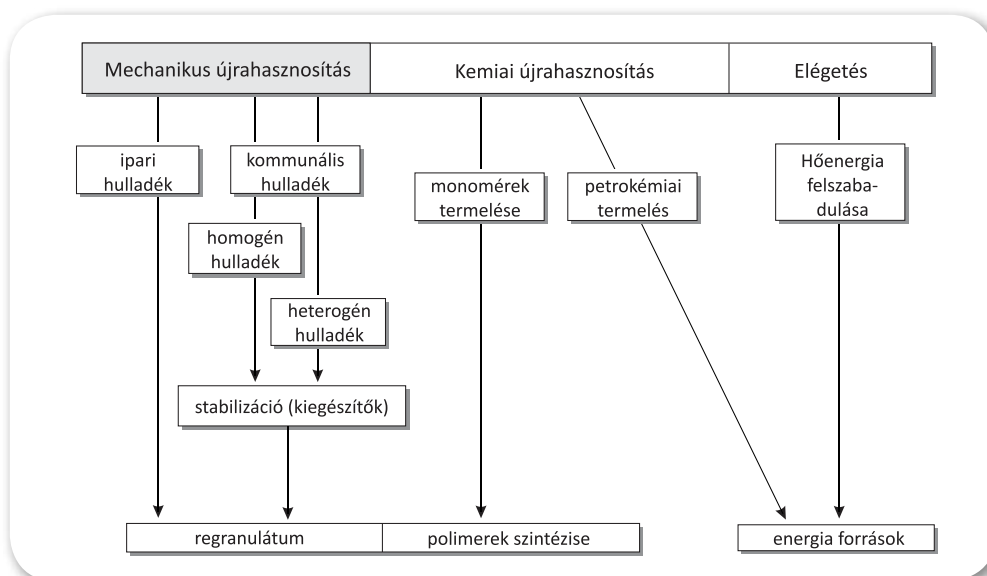 Mechanikus újrahasznosítás
Kemiai újrahasznosítás
Elégetés
ipari
hulladék
kommunális
hulladék
monomérek
termelése
petrokémiai
termelés
Hőenergia
felszaba-
dulása
homogén
hulladék
heterogén
hulladék
stabilizáció (kiegészítők)
regranulátum
polimerek szintézise
energia források